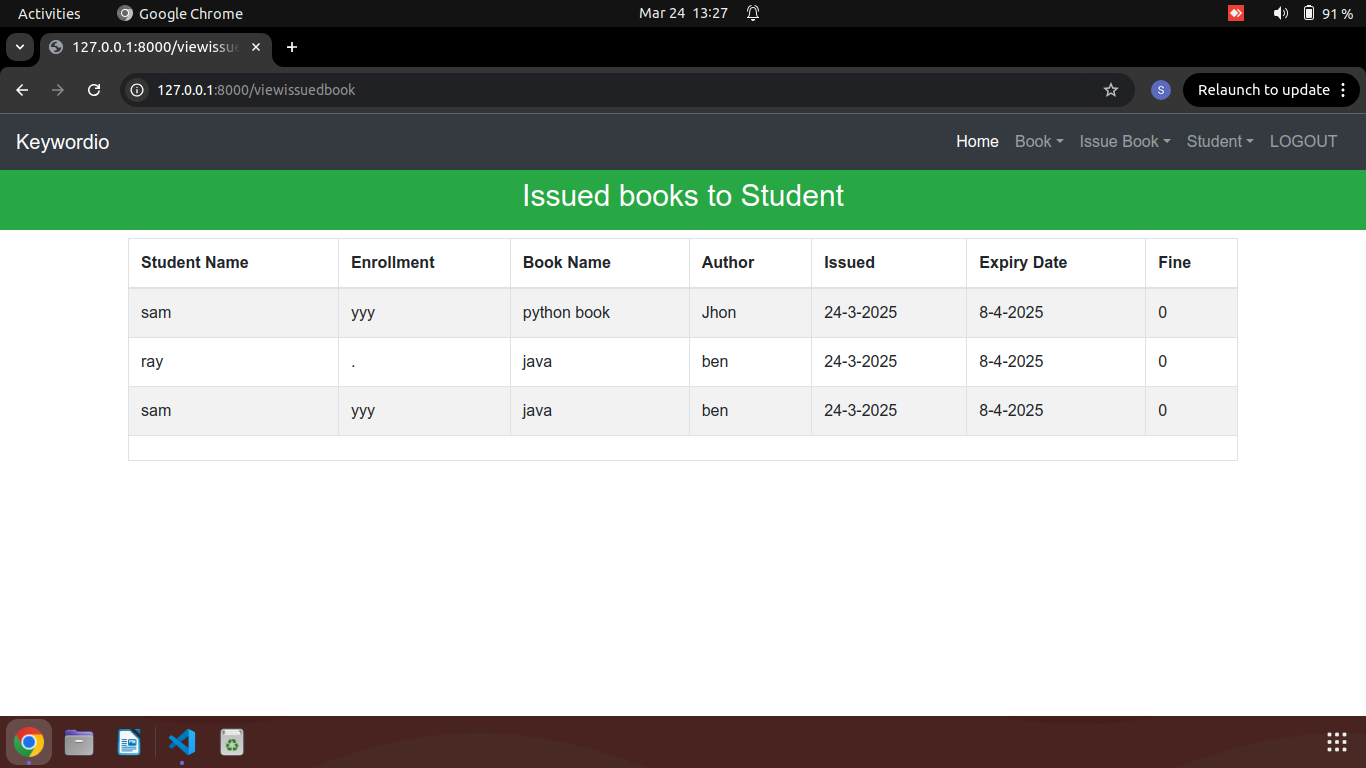 Activities Google Chrome Mar 24 13:27 91 %
127.0.0.1:8000/viewissue
127.0.0.1:8000/viewissuedbook S Relaunch to update
Keywordio Home Book Issue Book Student LOGOUT
Issued books to Student
Student Name Enrollment Book Name Author Issued Expiry Date Fine
sam yyy python book Jhon 24-3-2025 8-4-2025 0
ray . java ben 24-3-2025 8-4-2025 0
sam yyy java ben 24-3-2025 8-4-2025 0